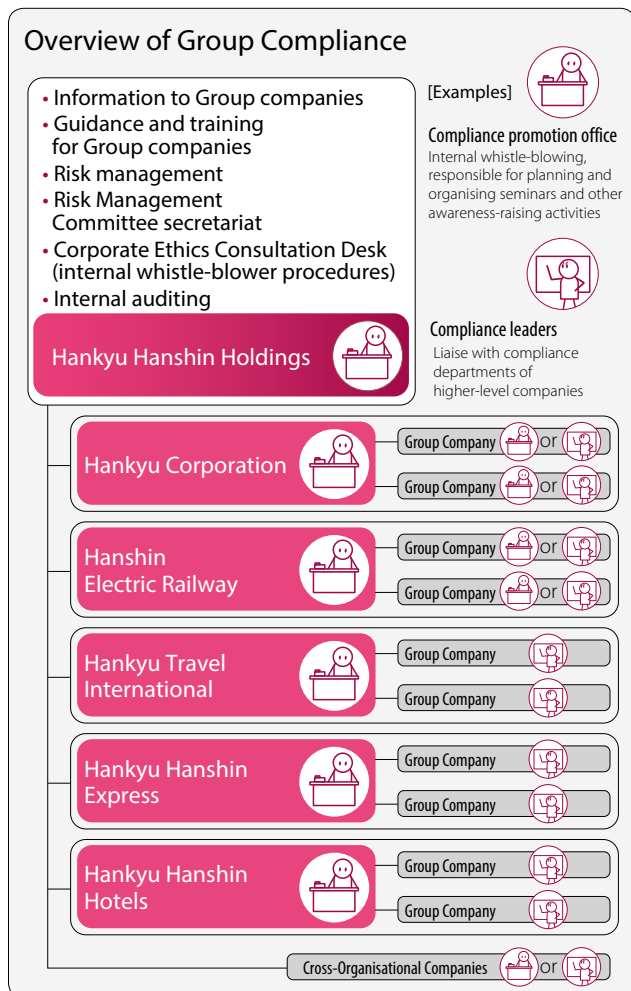 Overview of Group Compliance
• Information to Group companies
• Guidance and training
for Group companies
• Risk management
• Risk Management
Committee secretariat
• Corporate Ethics Consultation Desk
(internal whistle-blower procedures)
• Internal auditing
Hankyu Hanshin Holdings
[Examples]
Compliance promotion office
Internal whistle-blowing,
responsible for planning and
organising seminars and other
awareness-raising activities
Compliance leaders
Liaise with compliance
departments of
higher-level companies
Hankyu Corporation
Group Company or
Group Company or
Hanshin
Electric Railway
Group Company or
Group Company or
Hankyu Travel
International
Group Company
Group Company
Hankyu Hanshin
Express
Group Company
Group Company
Hankyu Hanshin
Hotels
Group Company
Group Company
Cross-Organisational Companies or